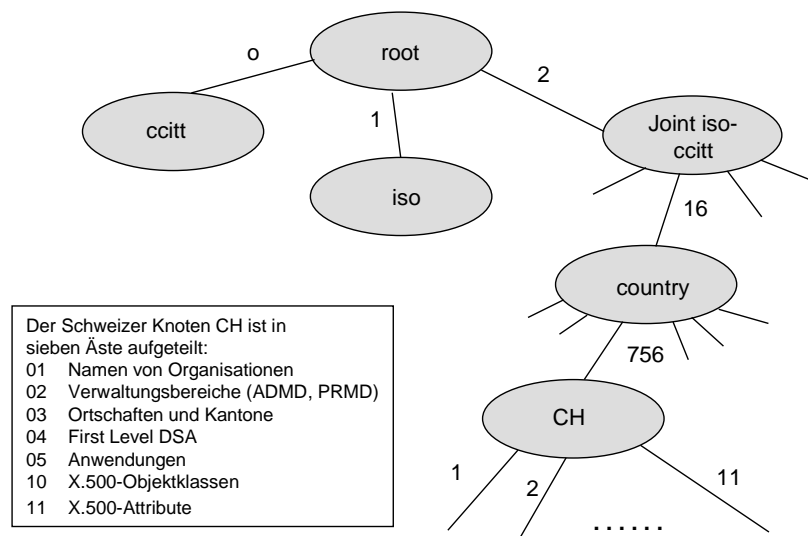 root
o
2
ccitt
1
Joint iso-
ccitt
iso
16
country
Der Schweizer Knoten CH ist in
sieben Äste aufgeteilt:
01 Namen von Organisationen
02 Verwaltungsbereiche (ADMD, PRMD)
03 Ortschaften und Kantone
04 First Level DSA
05 Anwendungen
10 X.500-Objektklassen
11 X.500-Attribute
756
CH
1
2
11
......